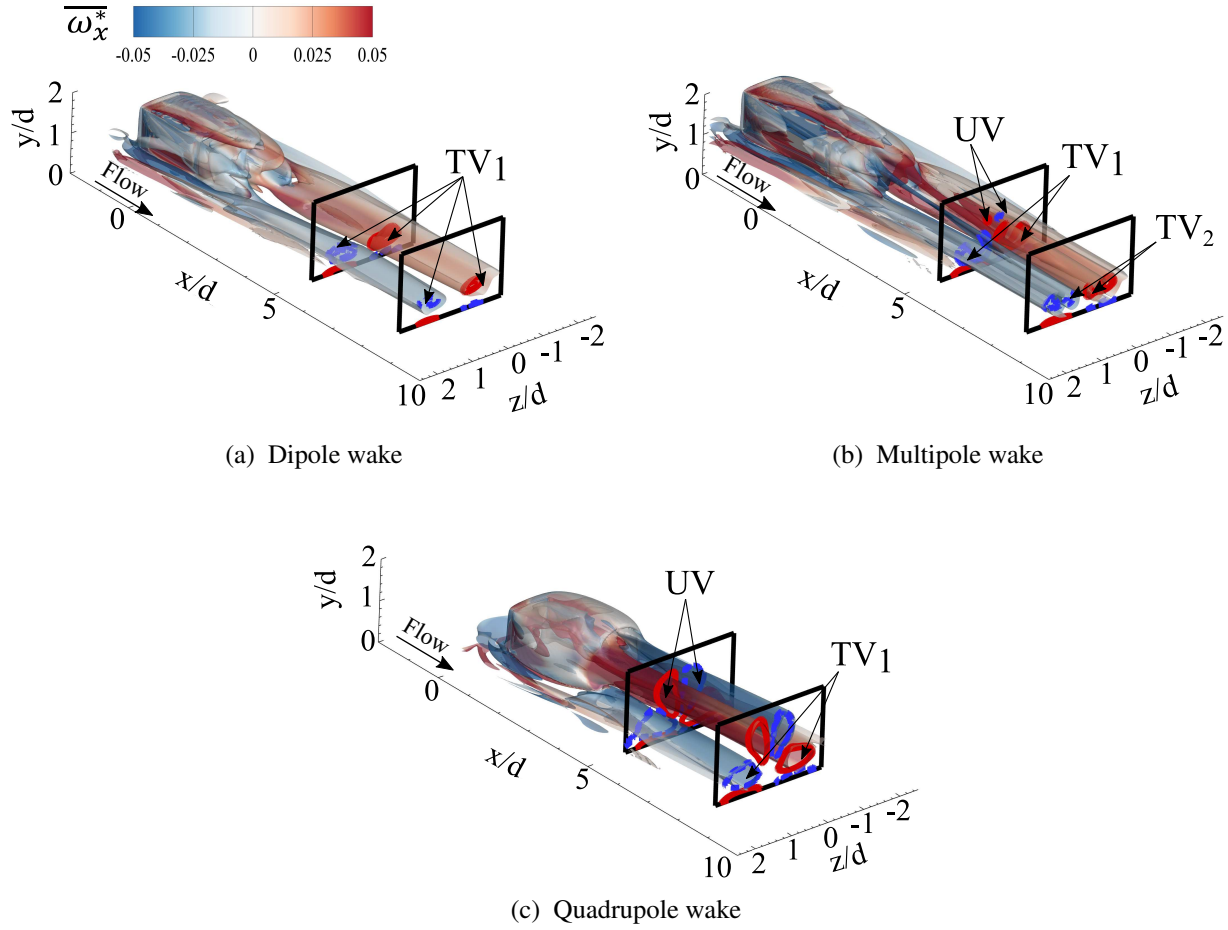 ω*x
-0.05 -0.025 0 0.025 0.05
2
1
0
y/d
Flow
0
5
10
x/d
2 1 0 -1 -2
z/d
TV1
(a) Dipole wake
2
1
0
y/d
Flow
0
5
10
x/d
2 1 0 -1 -2
z/d
UV
TV1
TV2
(b) Multipole wake
2
1
0
y/d
Flow
0
5
10
x/d
2 1 0 -1 -2
z/d
UV
TV1
(c) Quadrupole wake